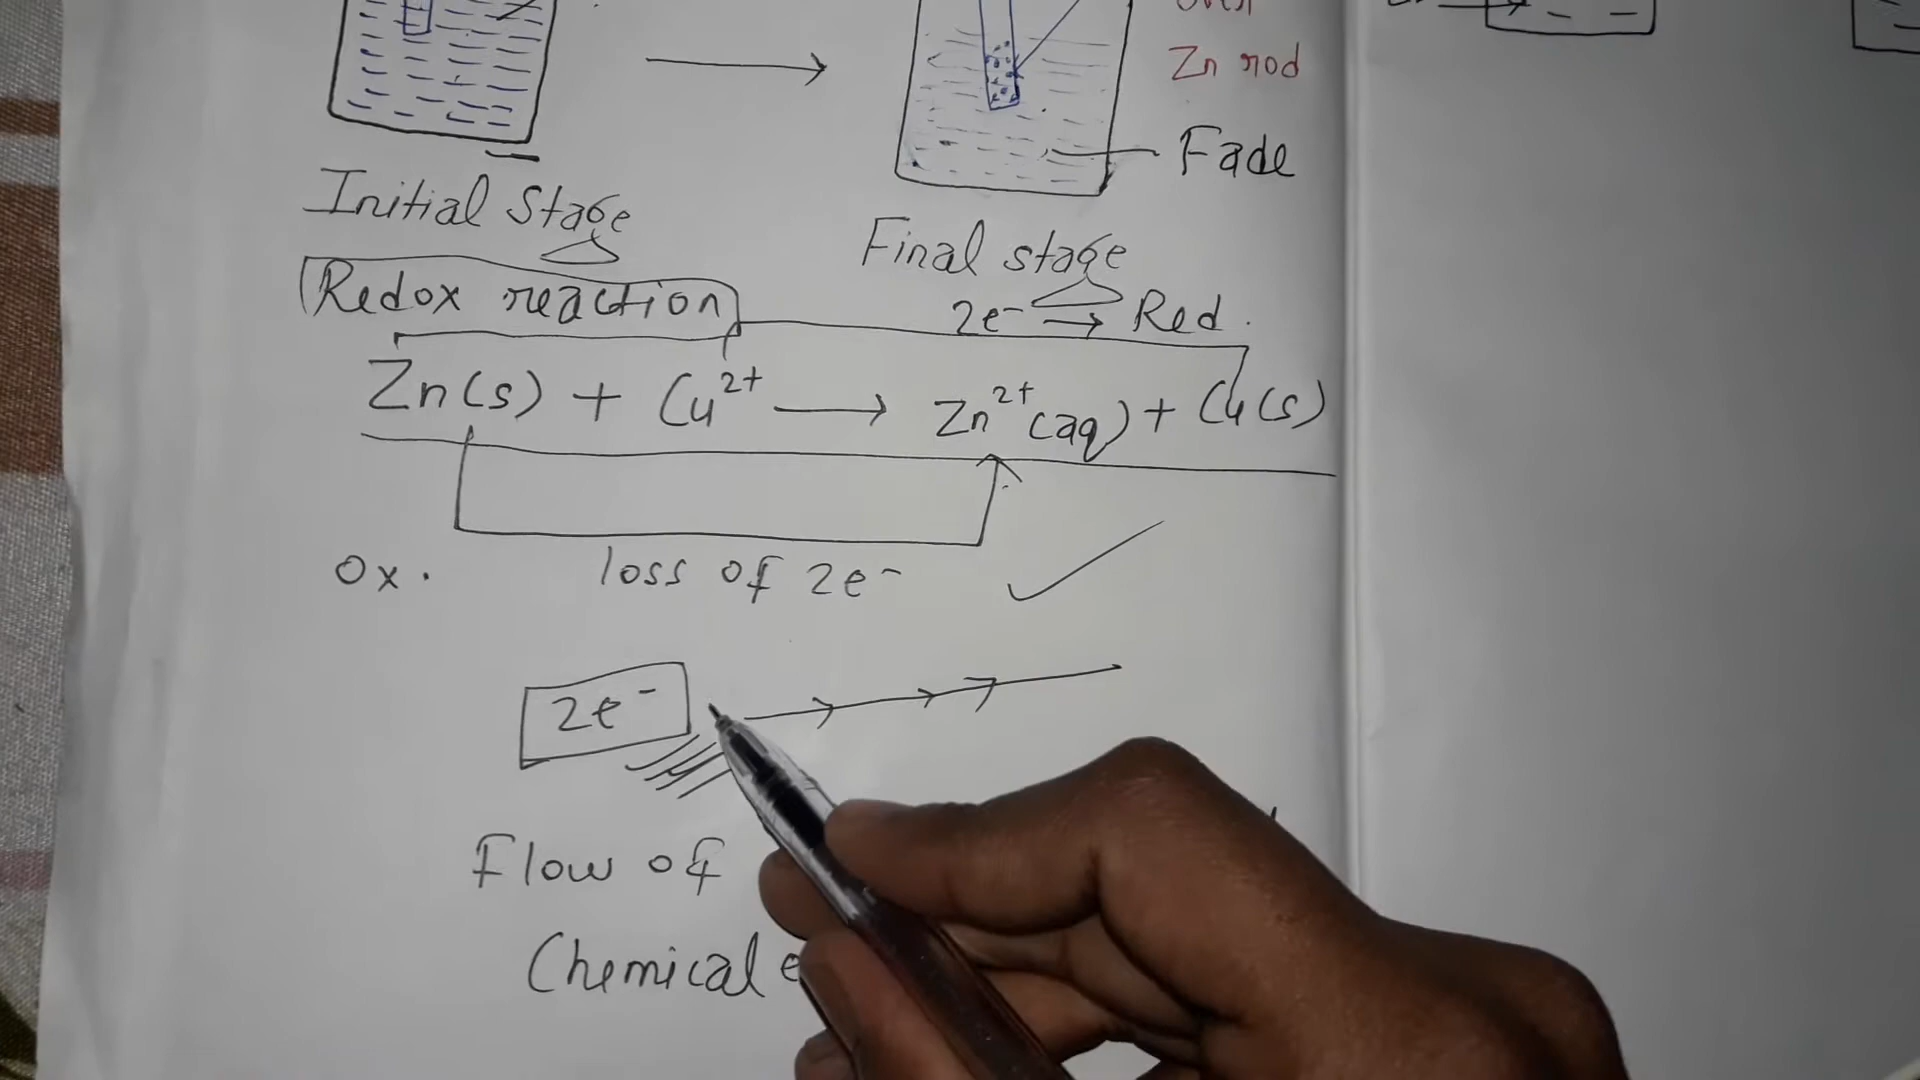 Zn rod
Fade
Initial stage
Final stage
Redox reaction
2e⁻ → Red.
Zn(s) + Cu²⁺ → Zn²⁺(aq) + Cu(s)
Ox. loss of 2e⁻
2e⁻
Flow of
Chemical e